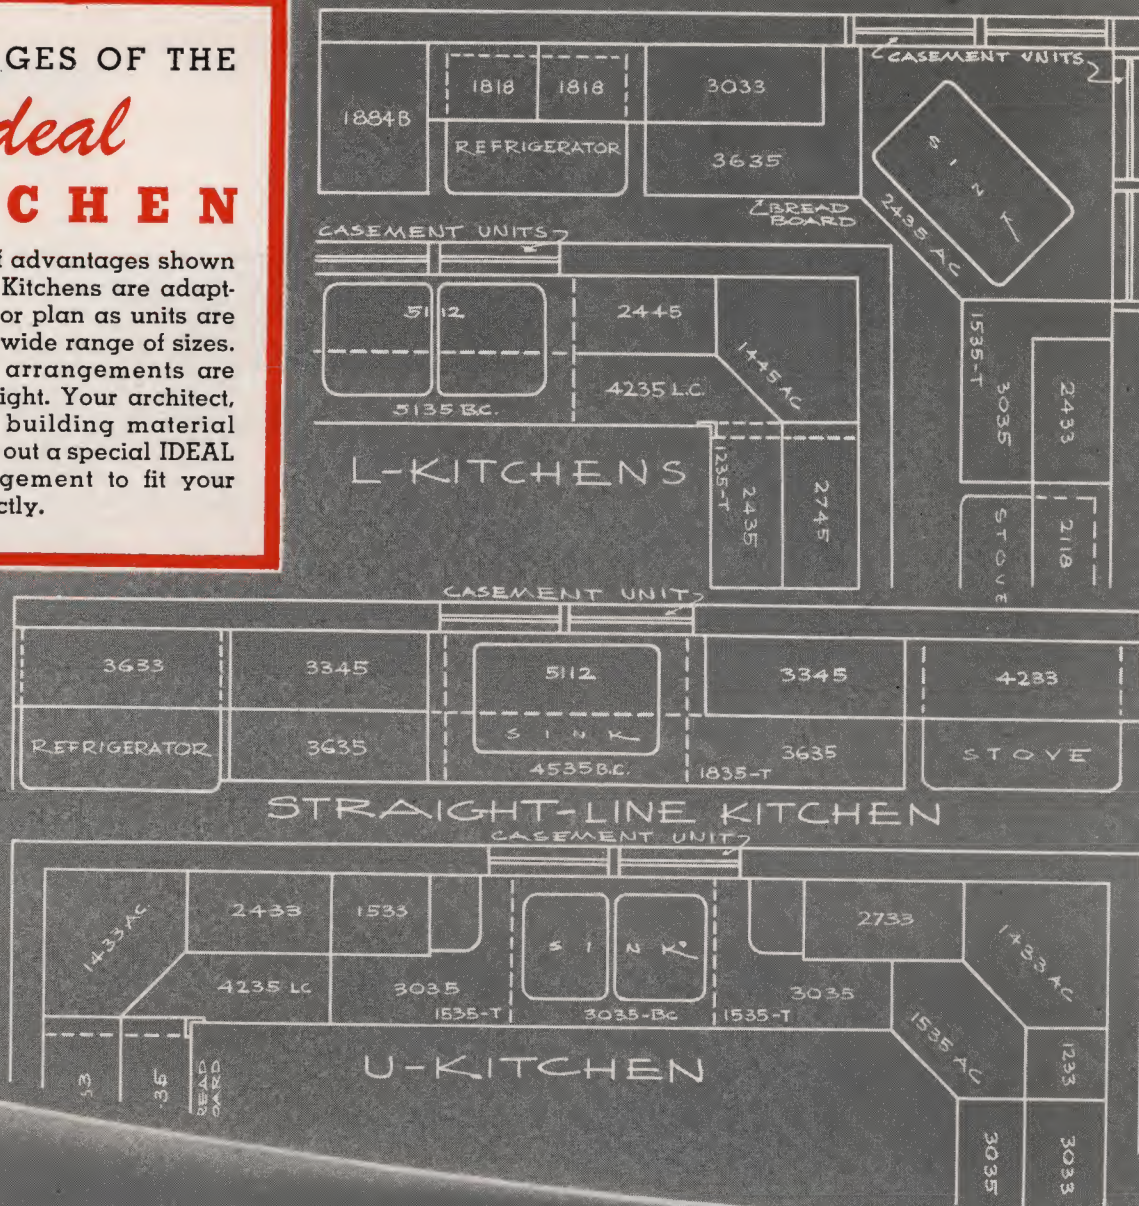 GES OF THE
deal
CHEN
advantages shown
Kitchens are adapt-
or plan as units are
wide range of sizes.
arrangements are
ight. Your architect,
building material
out a special IDEAL
gement to fit your
ctly.
CASEMENT UNITS
1884B
1818
1818
3033
REFRIGERATOR
3635
BREAD
BOARD
SINK
2435 AC
1535-T
3035
2433
STOVE
2118
CASEMENT UNITS
5112
2445
1445 AC
5135 B.C.
4235 L.C.
L-KITCHENS
1235-T
2435
2745
CASEMENT UNIT
3633
3345
5112
3345
4233
REFRIGERATOR
3635
SINK
4535 B.C.
1835-T
3635
STOVE
STRAIGHT-LINE KITCHEN
CASEMENT UNIT
1433 AC
2433
1533
SINK
2733
1433 AC
4235 LC
3035
1535-T
3035-BC
1535-T
3035
1535 AC
1233
U-KITCHEN
33
35
READ
OARD
3035
3033